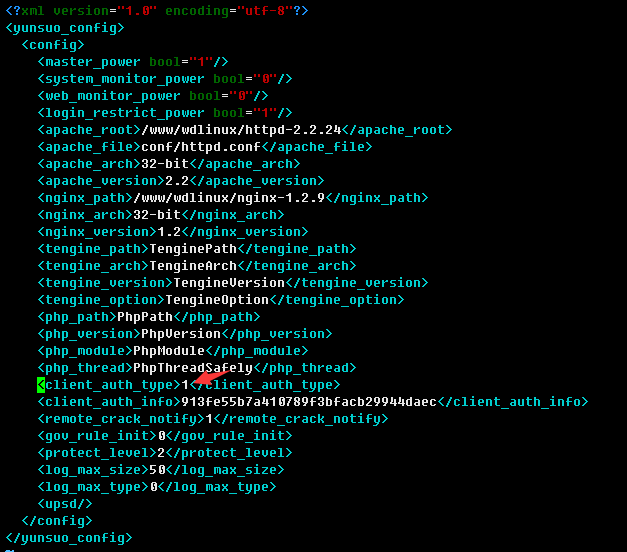 <?xml version="1.0" encoding="utf-8"?>
<yunsuo_config>
<config>
<master_power bool="1"/>
<system_monitor_power bool="0"/>
<web_monitor_power bool="0"/>
<login_restrict_power bool="1"/>
<apache_root>/www/wdlinux/httpd-2.2.24</apache_root>
<apache_file>conf/httpd.conf</apache_file>
<apache_arch>32-bit</apache_arch>
<apache_version>2.2</apache_version>
<nginx_path>/www/wdlinux/nginx-1.2.9</nginx_path>
<nginx_arch>32-bit</nginx_arch>
<nginx_version>1.2</nginx_version>
<tengine_path>TenginePath</tengine_path>
<tengine_arch>TengineArch</tengine_arch>
<tengine_version>TengineVersion</tengine_version>
<tengine_option>TengineOption</tengine_option>
<php_path>PhpPath</php_path>
<php_version>PhpVersion</php_version>
<php_module>PhpModule</php_module>
<php_thread>PhpThreadSafely</php_thread>
<client_auth_type>1</client_auth_type>
<client_auth_info>913fe55b7a410789f3bfacb29944daec</client_auth_info>
<remote_crack_notify>1</remote_crack_notify>
<gov_rule_init>0</gov_rule_init>
<protect_level>2</protect_level>
<log_max_size>50</log_max_size>
<log_max_type>0</log_max_type>
<upsd/>
</config>
</yunsuo_config>